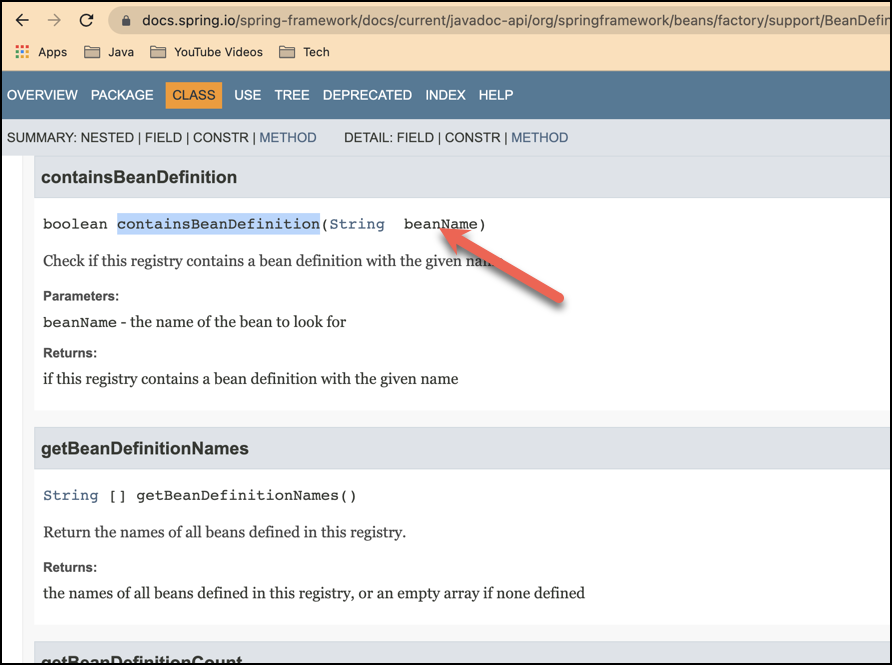 docs.spring.io/spring-framework/docs/current/javadoc-api/org/springframework/beans/factory/support/BeanDefin
Apps Java YouTube Videos Tech
OVERVIEW PACKAGE CLASS USE TREE DEPRECATED INDEX HELP
SUMMARY: NESTED | FIELD | CONSTR | METHOD DETAIL: FIELD | CONSTR | METHOD
containsBeanDefinition
boolean containsBeanDefinition(String beanName)
Check if this registry contains a bean definition with the given
Parameters:
beanName - the name of the bean to look for
Returns:
if this registry contains a bean definition with the given name
getBeanDefinitionNames
String [] getBeanDefinitionNames()
Return the names of all beans defined in this registry.
Returns:
the names of all beans defined in this registry, or an empty array if none defined
getBeanDefinitionCount